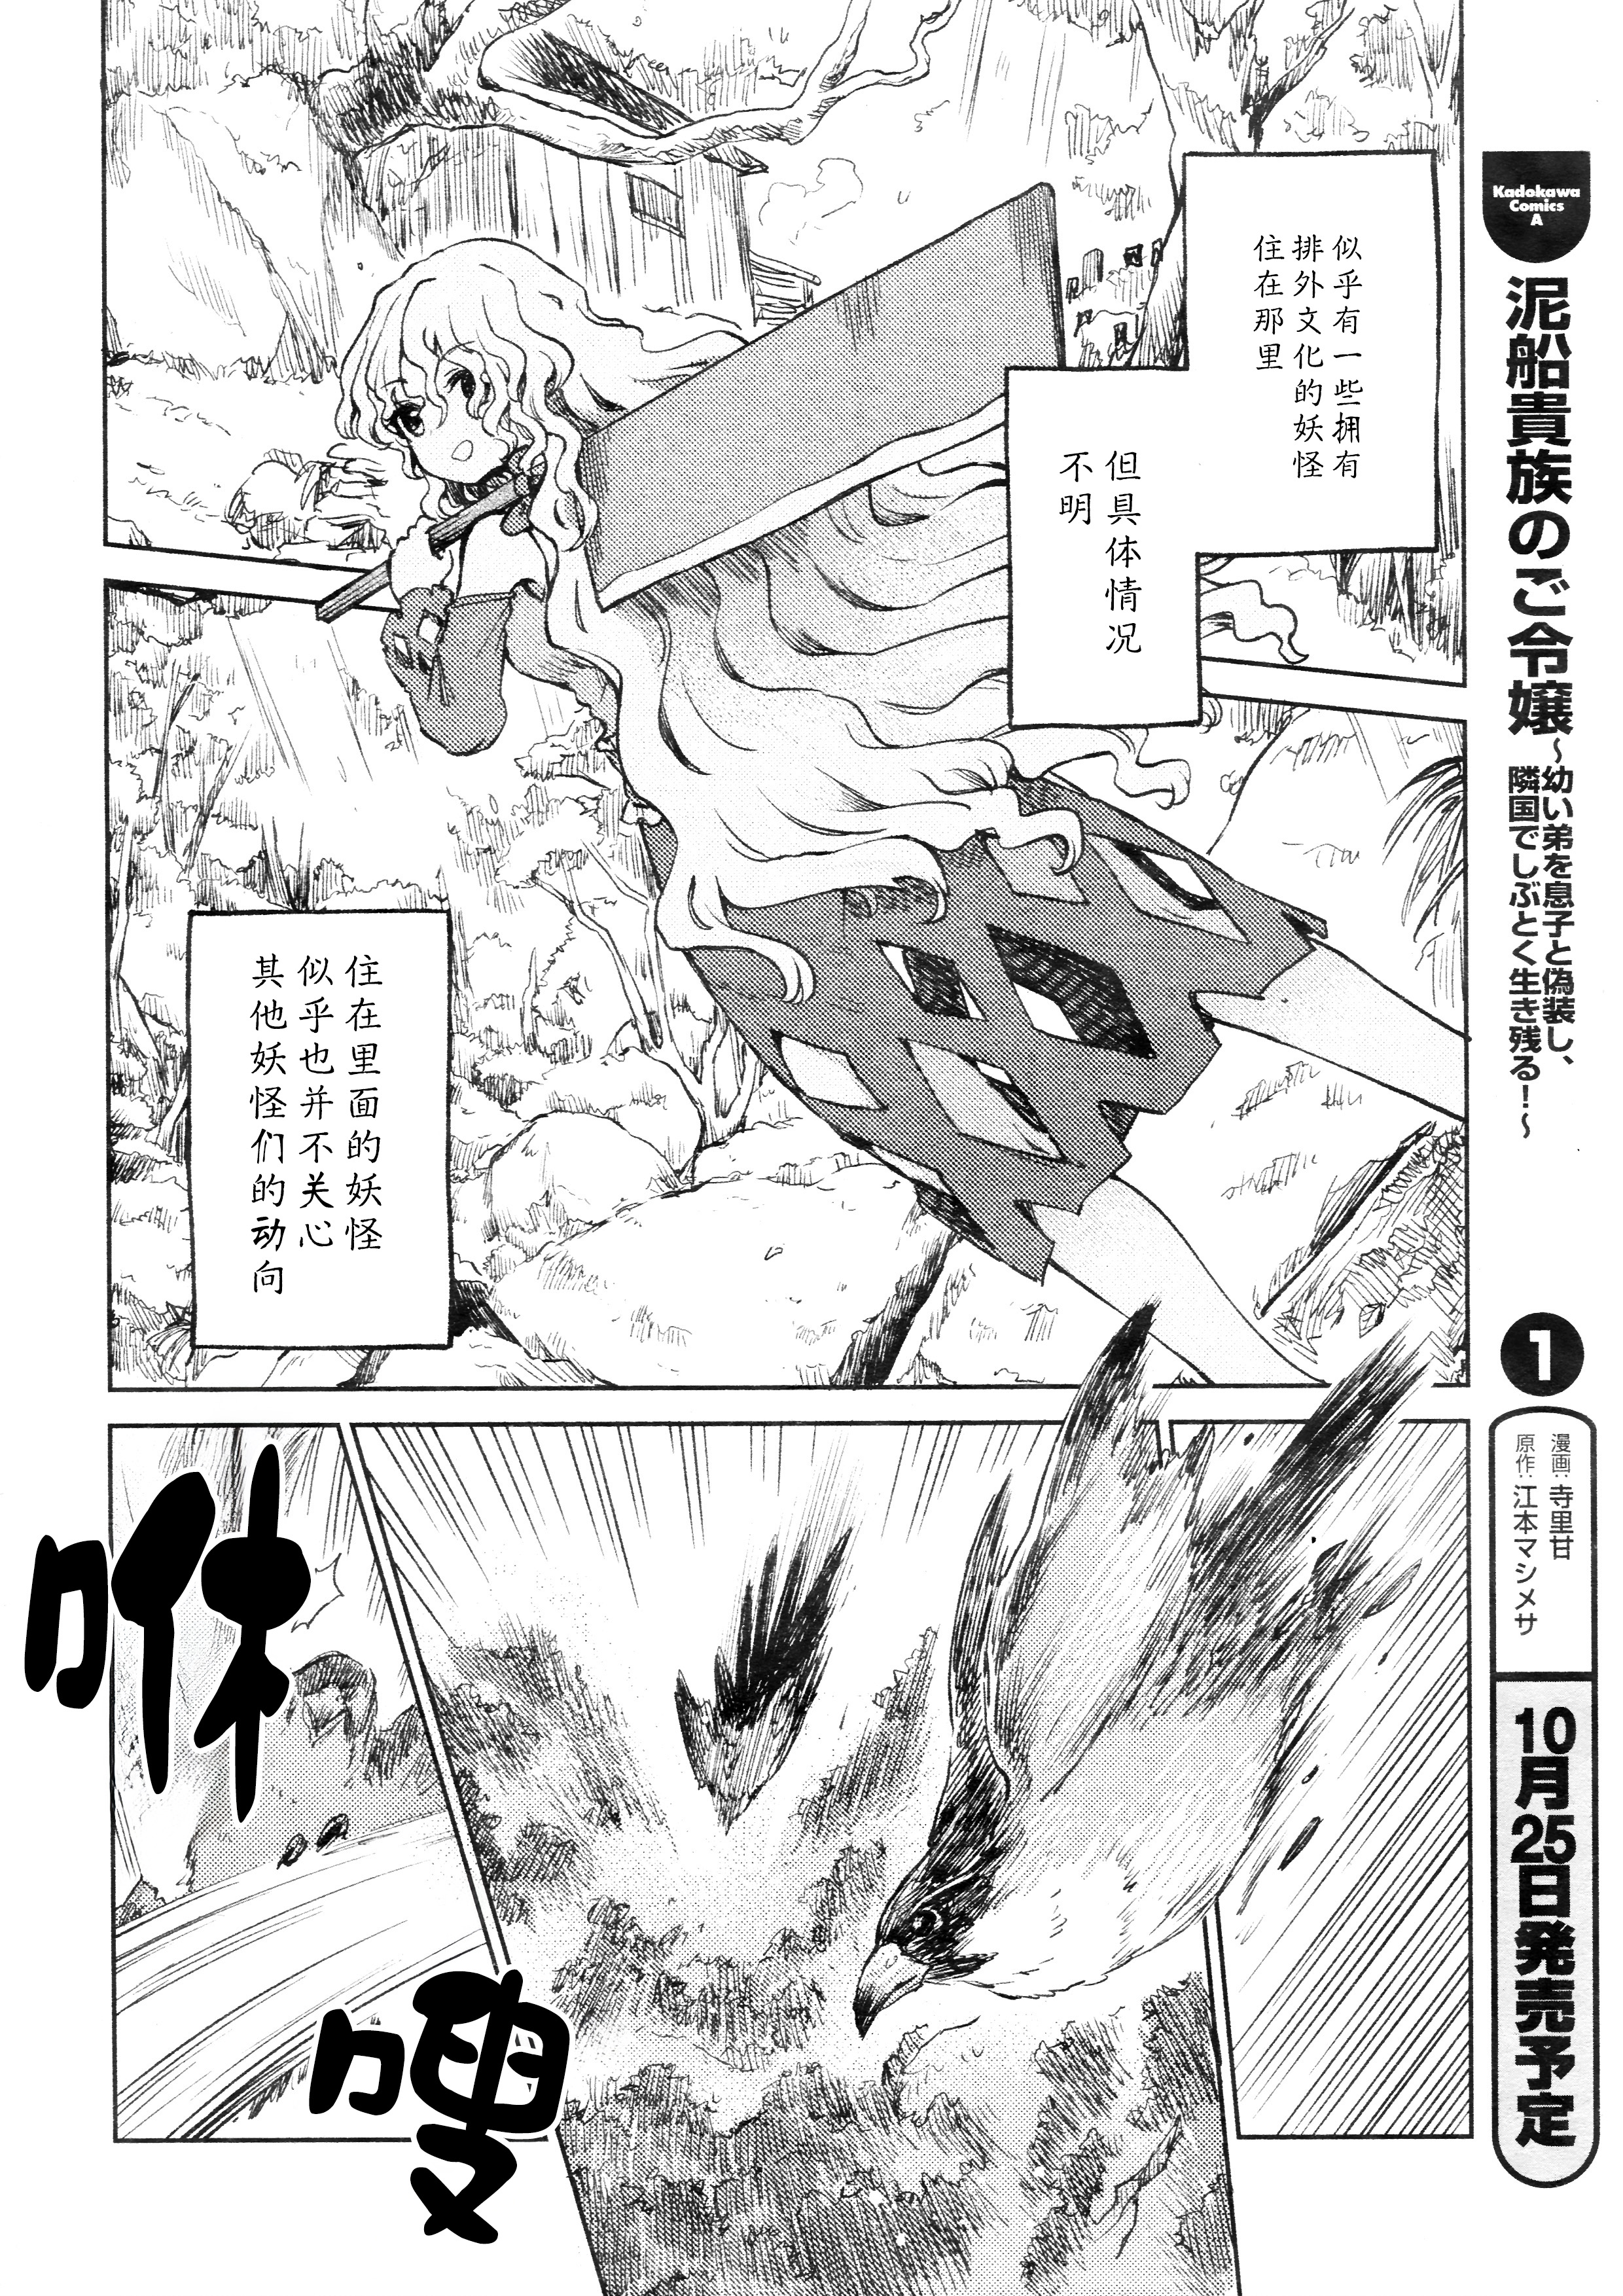 似乎有一些拥有
排外文化的妖怪
住在那里
但具体情况
不明
住在里面的妖怪
似乎也并不关心
其他妖怪们的动向
咻
嗖
Kadokawa
Comics
A
泥船貴族のご令嬢
~幼い弟を息子と偽装し、
隣国でしぶとく生き残る!~
1
漫画:寺里甘
原作:江本マシメサ
10月25日発売予定